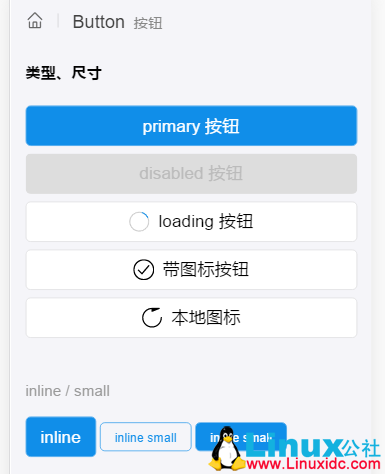 Button 按钮
类型、尺寸
primary 按钮
disabled 按钮
loading 按钮
带图标按钮
本地图标
inline / small
inline
inline small
inline small
Linux公社
www.Linuxidc.com